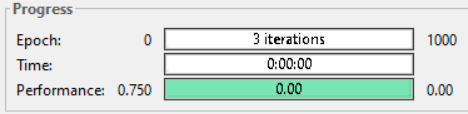 Progress
Epoch: 0 3 iterations 1000
Time: 0:00:00
Performance: 0.750 0.00 0.00